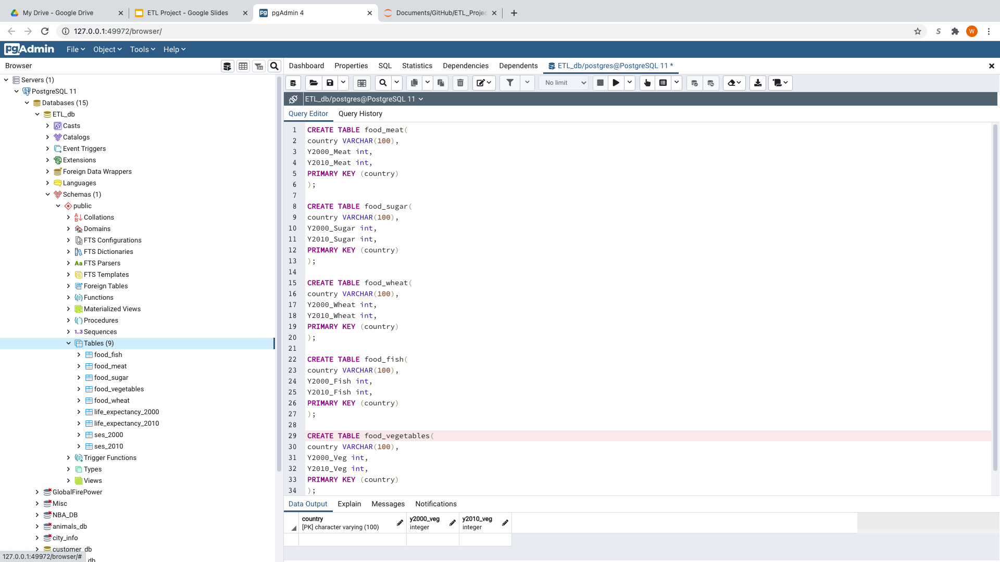 My Drive - Google Drive
ETL Project - Google Slides
pgAdmin 4
Documents/GitHub/ETL_Projec
127.0.0.1:49972/browser/
S
W
pgAdmin
File
Object
Tools
Help
Browser
Dashboard
Properties
SQL
Statistics
Dependencies
Dependents
ETL_db/postgres@PostgreSQL 11 *
Servers (1)
PostgreSQL 11
Databases (15)
ETL_db
Casts
Catalogs
Event Triggers
Extensions
Foreign Data Wrappers
Languages
Schemas (1)
public
Collations
Domains
FTS Configurations
FTS Dictionaries
Aa FTS Parsers
FTS Templates
Foreign Tables
Functions
Materialized Views
Procedures
1..3 Sequences
Tables (9)
food_fish
food_meat
food_sugar
food_vegetables
food_wheat
life_expectancy_2000
life_expectancy_2010
ses_2000
ses_2010
Trigger Functions
Types
Views
GlobalFirePower
Misc
NBA_DB
animals_db
city_info
customer_db
db
127.0.0.1:49972/browser/#
No limit
ETL_db/postgres@PostgreSQL 11
Query Editor
Query History
1 CREATE TABLE food_meat(
2 country VARCHAR(100),
3 Y2000_Meat int,
4 Y2010_Meat int,
5 PRIMARY KEY (country)
6 );
7
8 CREATE TABLE food_sugar(
9 country VARCHAR(100),
10 Y2000_Sugar int,
11 Y2010_Sugar int,
12 PRIMARY KEY (country)
13 );
14
15 CREATE TABLE food_wheat(
16 country VARCHAR(100),
17 Y2000_Wheat int,
18 Y2010_Wheat int,
19 PRIMARY KEY (country)
20 );
21
22 CREATE TABLE food_fish(
23 country VARCHAR(100),
24 Y2000_Fish int,
25 Y2010_Fish int,
26 PRIMARY KEY (country)
27 );
28
29 CREATE TABLE food_vegetables(
30 country VARCHAR(100),
31 Y2000_Veg int,
32 Y2010_Veg int,
33 PRIMARY KEY (country)
34 );
Data Output
Explain
Messages
Notifications
country
[PK] character varying (100)
y2000_veg
integer
y2010_veg
integer